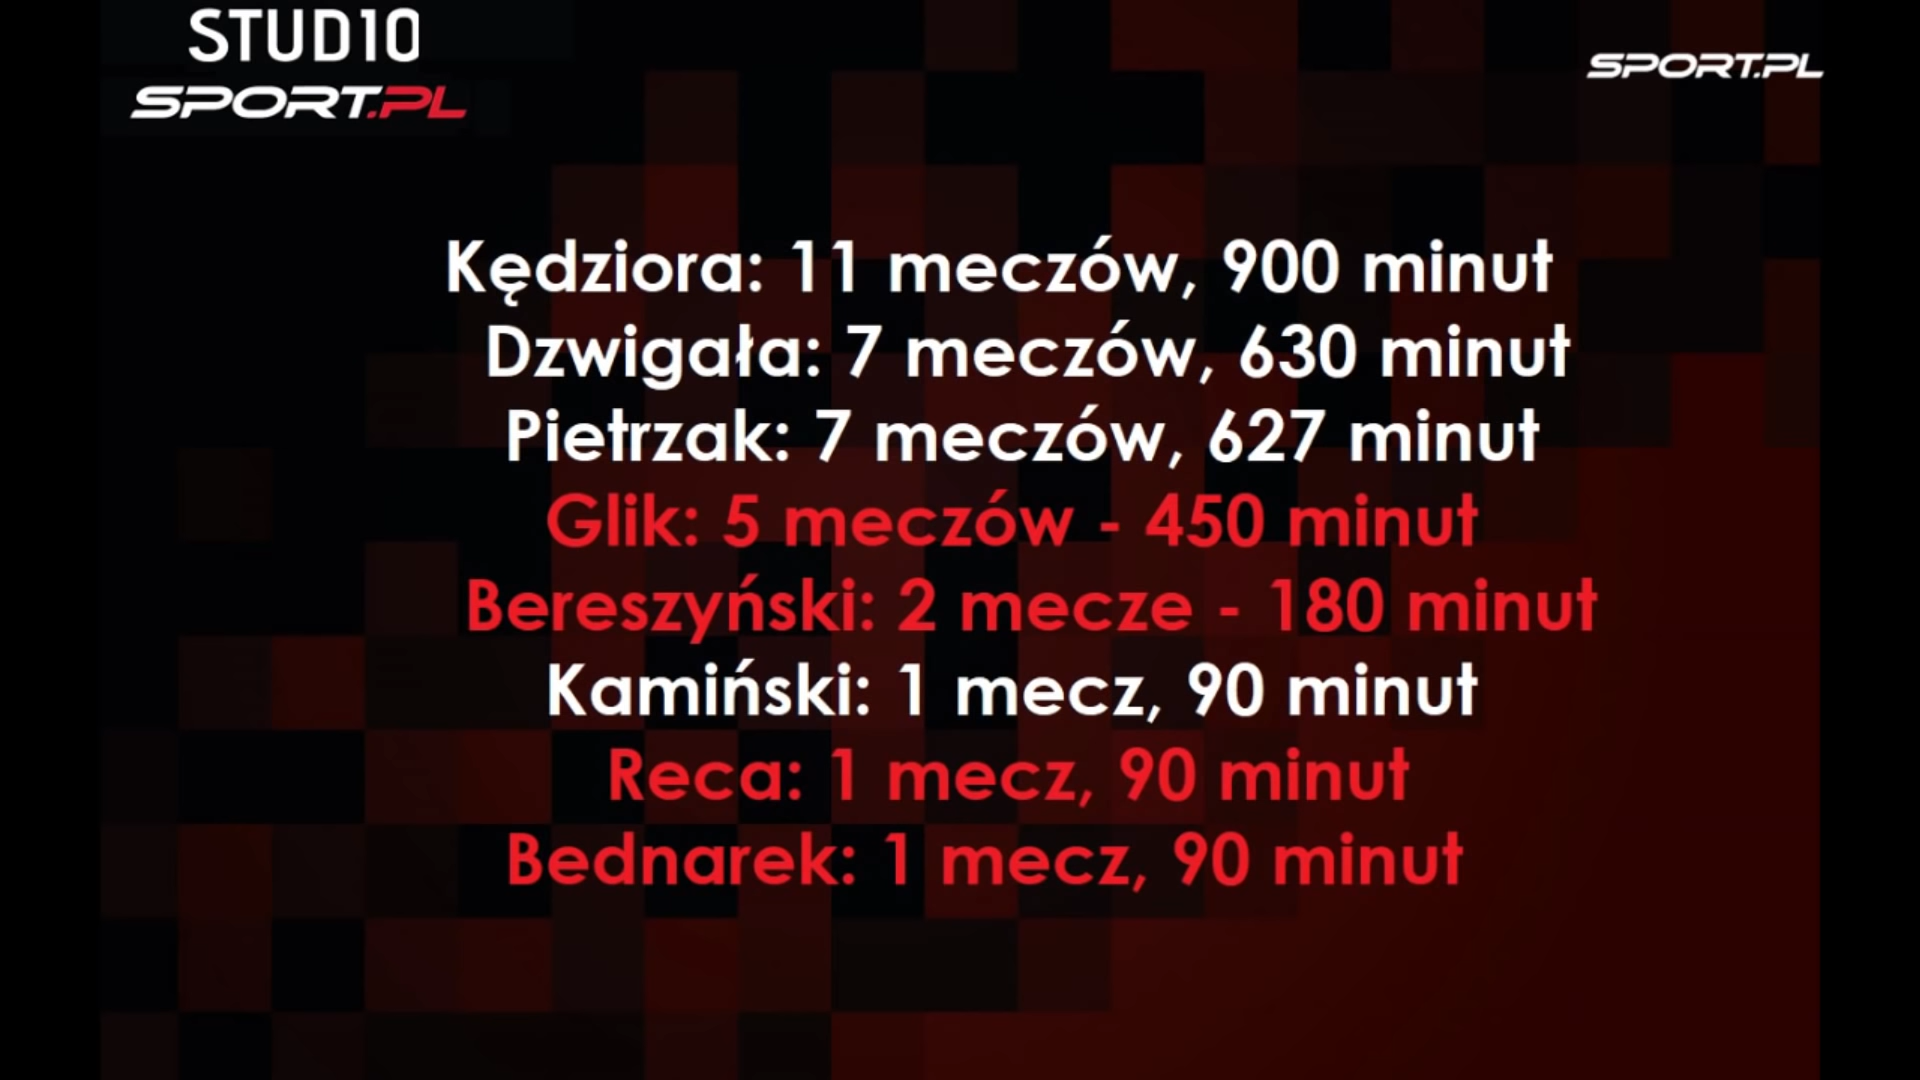 STUD10
SPORT.PL
SPORT.PL
Kędziora: 11 meczów, 900 minut
Dzwigała: 7 meczów, 630 minut
Pietrzak: 7 meczów, 627 minut
Glik: 5 meczów - 450 minut
Bereszyński: 2 mecze - 180 minut
Kamiński: 1 mecz, 90 minut
Reca: 1 mecz, 90 minut
Bednarek: 1 mecz, 90 minut